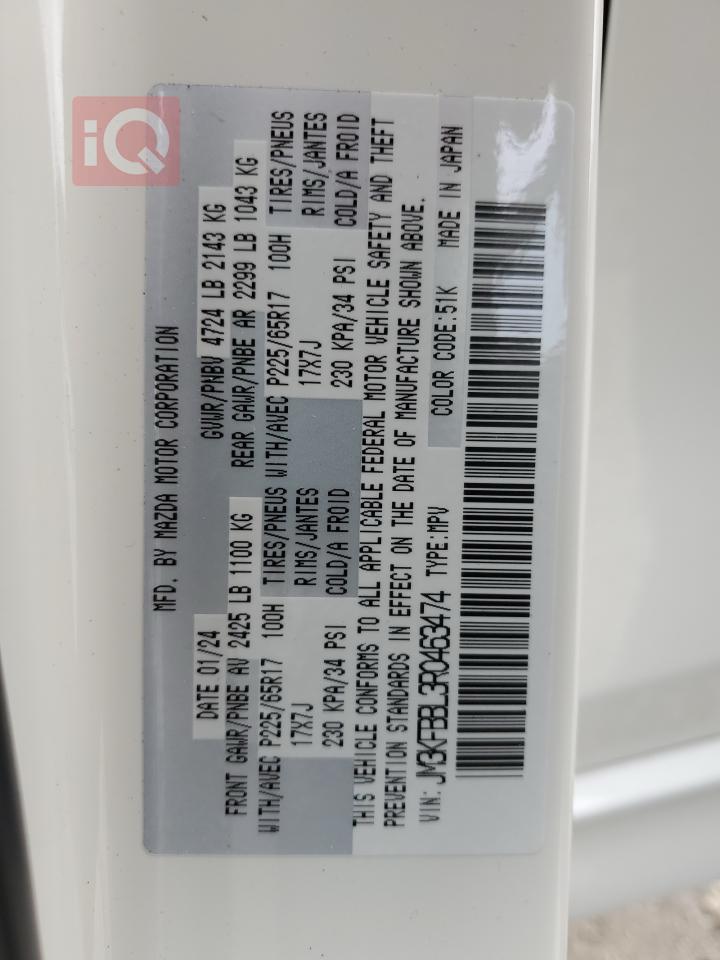 iQ
MFD. BY MAZDA MOTOR CORPORATION
DATE 01/24 GVWR/PNBV 4724 LB 2143 KG
FRONT GAWR/PNBE AV 2425 LB 1100 KG REAR GAWR/PNBE AR 2299 LB 1043 KG
WITH/AVEC P225/65R17 100H TIRES/PNEUS WITH/AVEC P225/65R17 100H TIRES/PNEUS
17X7J RIMS/JANTES 17X7J RIMS/JANTES
230 KPA/34 PSI COLD/A FROID 230 KPA/34 PSI COLD/A FROID
THIS VEHICLE CONFORMS TO ALL APPLICABLE FEDERAL MOTOR VEHICLE SAFETY AND THEFT
PREVENTION STANDARDS IN EFFECT ON THE DATE OF MANUFACTURE SHOWN ABOVE.
VIN: JM3KFBBL3R0463474 TYPE:MPV COLOR CODE:51K MADE IN JAPAN